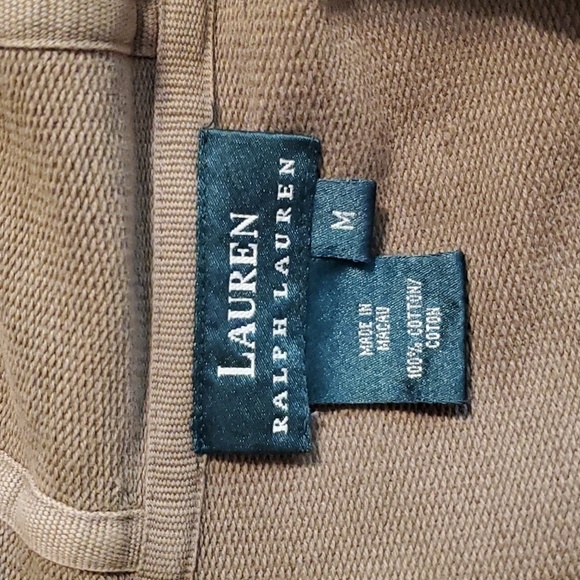 LAUREN
RALPH LAUREN
M
MADE IN
MACAU
100% COTTON/
COTON